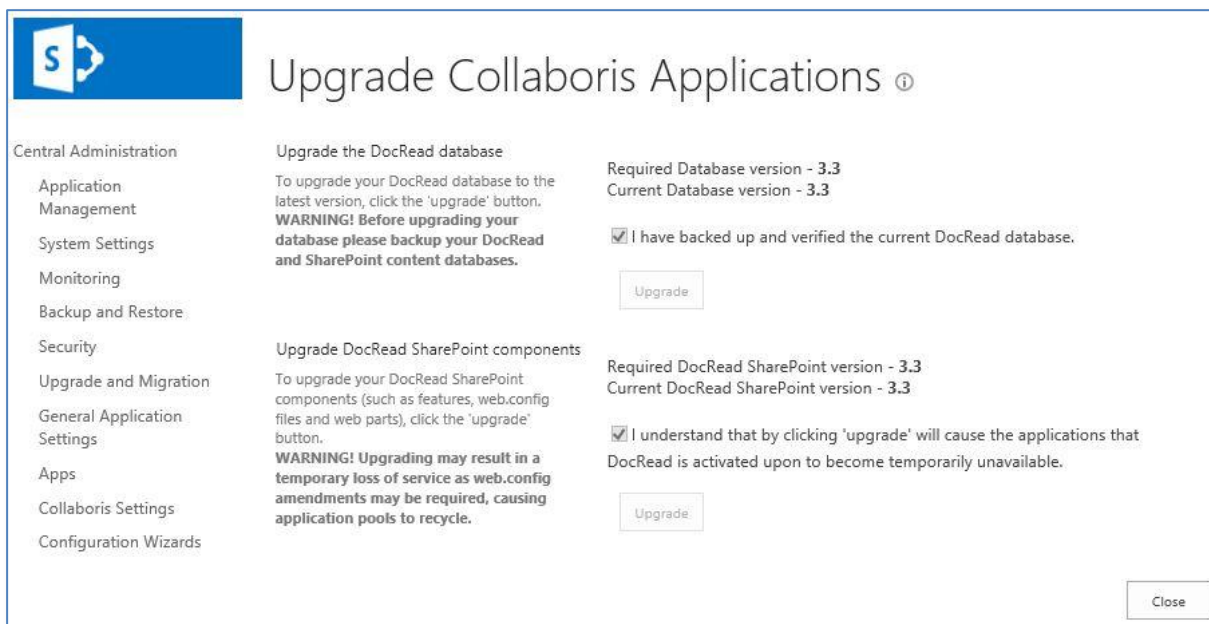 S
Upgrade Collaboris Applications
Central Administration
Application
Management
System Settings
Monitoring
Backup and Restore
Security
Upgrade and Migration
General Application
Settings
Apps
Collaboris Settings
Configuration Wizards
Upgrade the DocRead database
To upgrade your DocRead database to the
latest version, click the 'upgrade' button.
WARNING! Before upgrading your
database please backup your DocRead
and SharePoint content databases.
Required Database version - 3.3
Current Database version - 3.3
I have backed up and verified the current DocRead database.
Upgrade
Upgrade DocRead SharePoint components
To upgrade your DocRead SharePoint
components (such as features, web.config
files and web parts), click the 'upgrade'
button.
WARNING! Upgrading may result in a
temporary loss of service as web.config
amendments may be required, causing
application pools to recycle.
Required DocRead SharePoint version - 3.3
Current DocRead SharePoint version - 3.3
I understand that by clicking 'upgrade' will cause the applications that
DocRead is activated upon to become temporarily unavailable.
Upgrade
Close